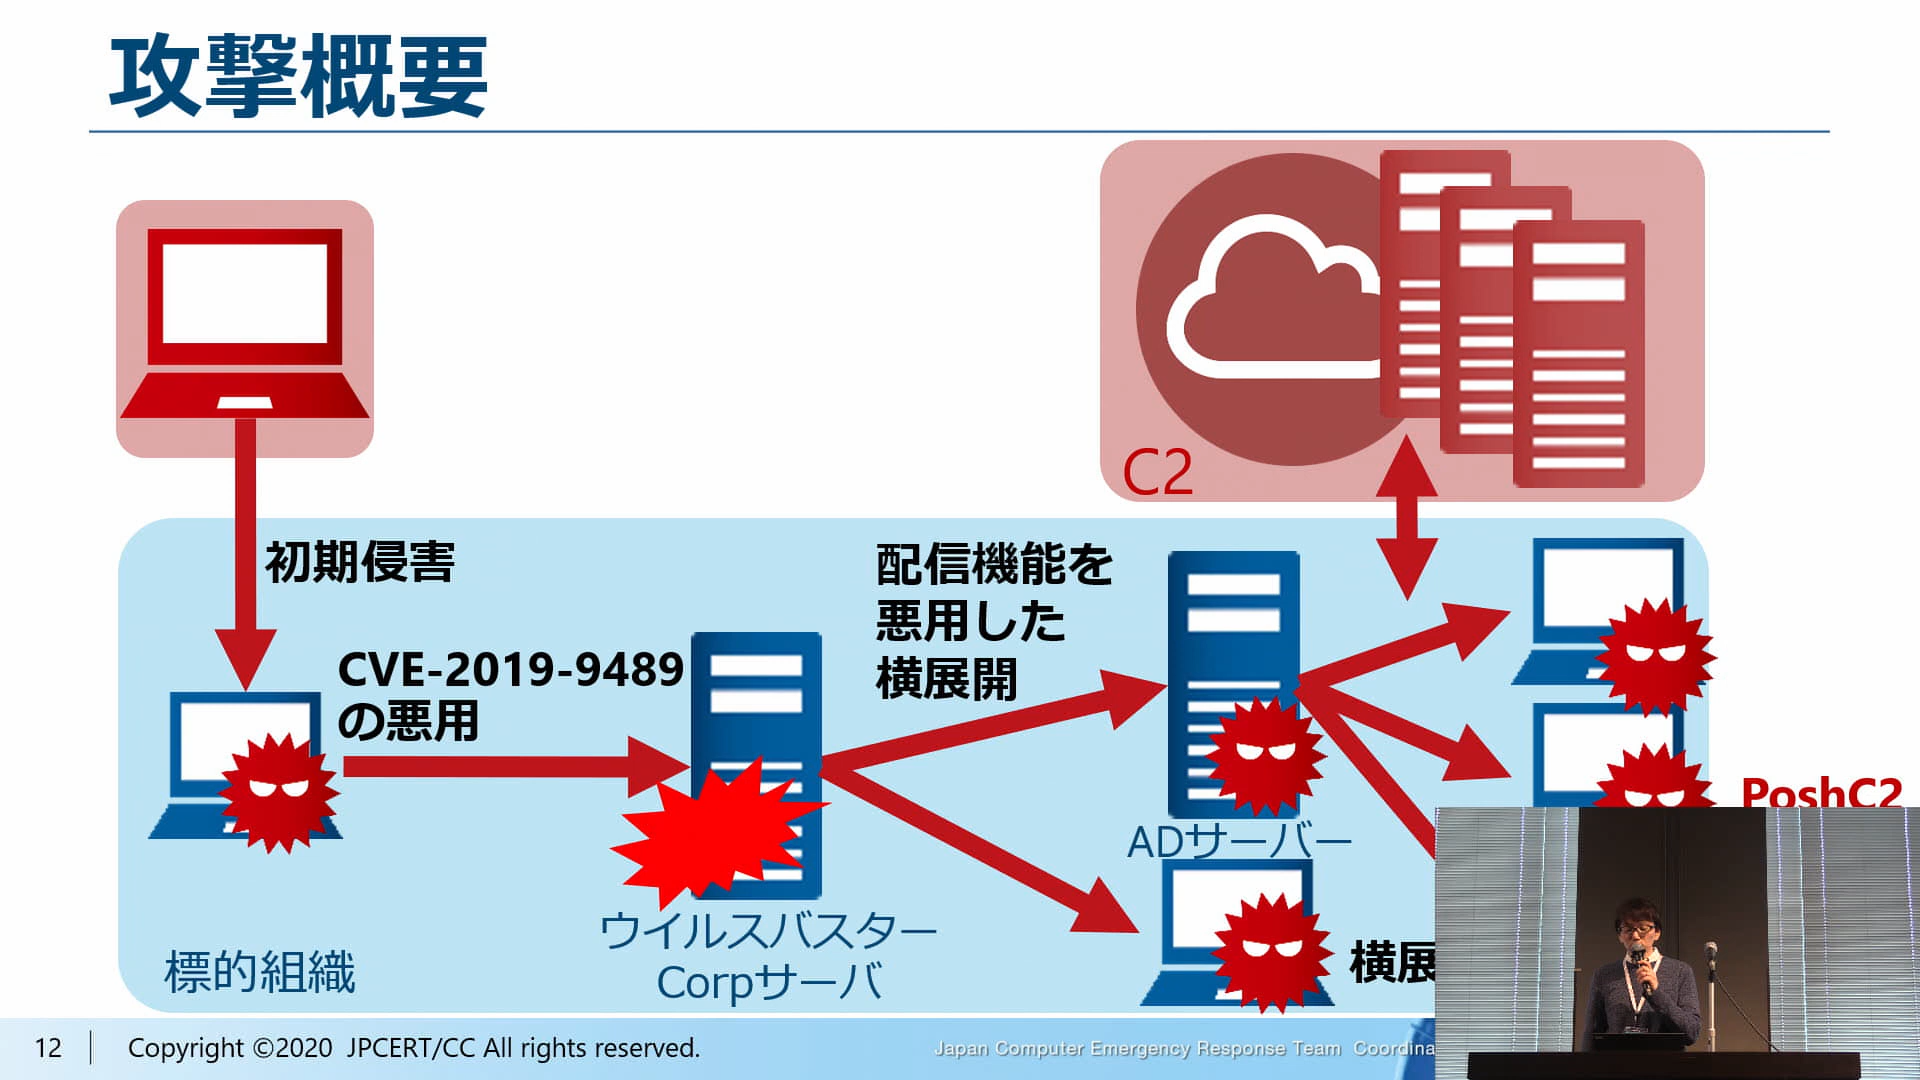 攻撃概要
C2
初期侵害
CVE-2019-9489
の悪用
配信機能を
悪用した
横展開
PoshC2
ADサーバー
ウイルスバスター
Corpサーバ
横展
標的組織
12
Copyright ©2020 JPCERT/CC All rights reserved.
Japan Computer Emergency Response Team